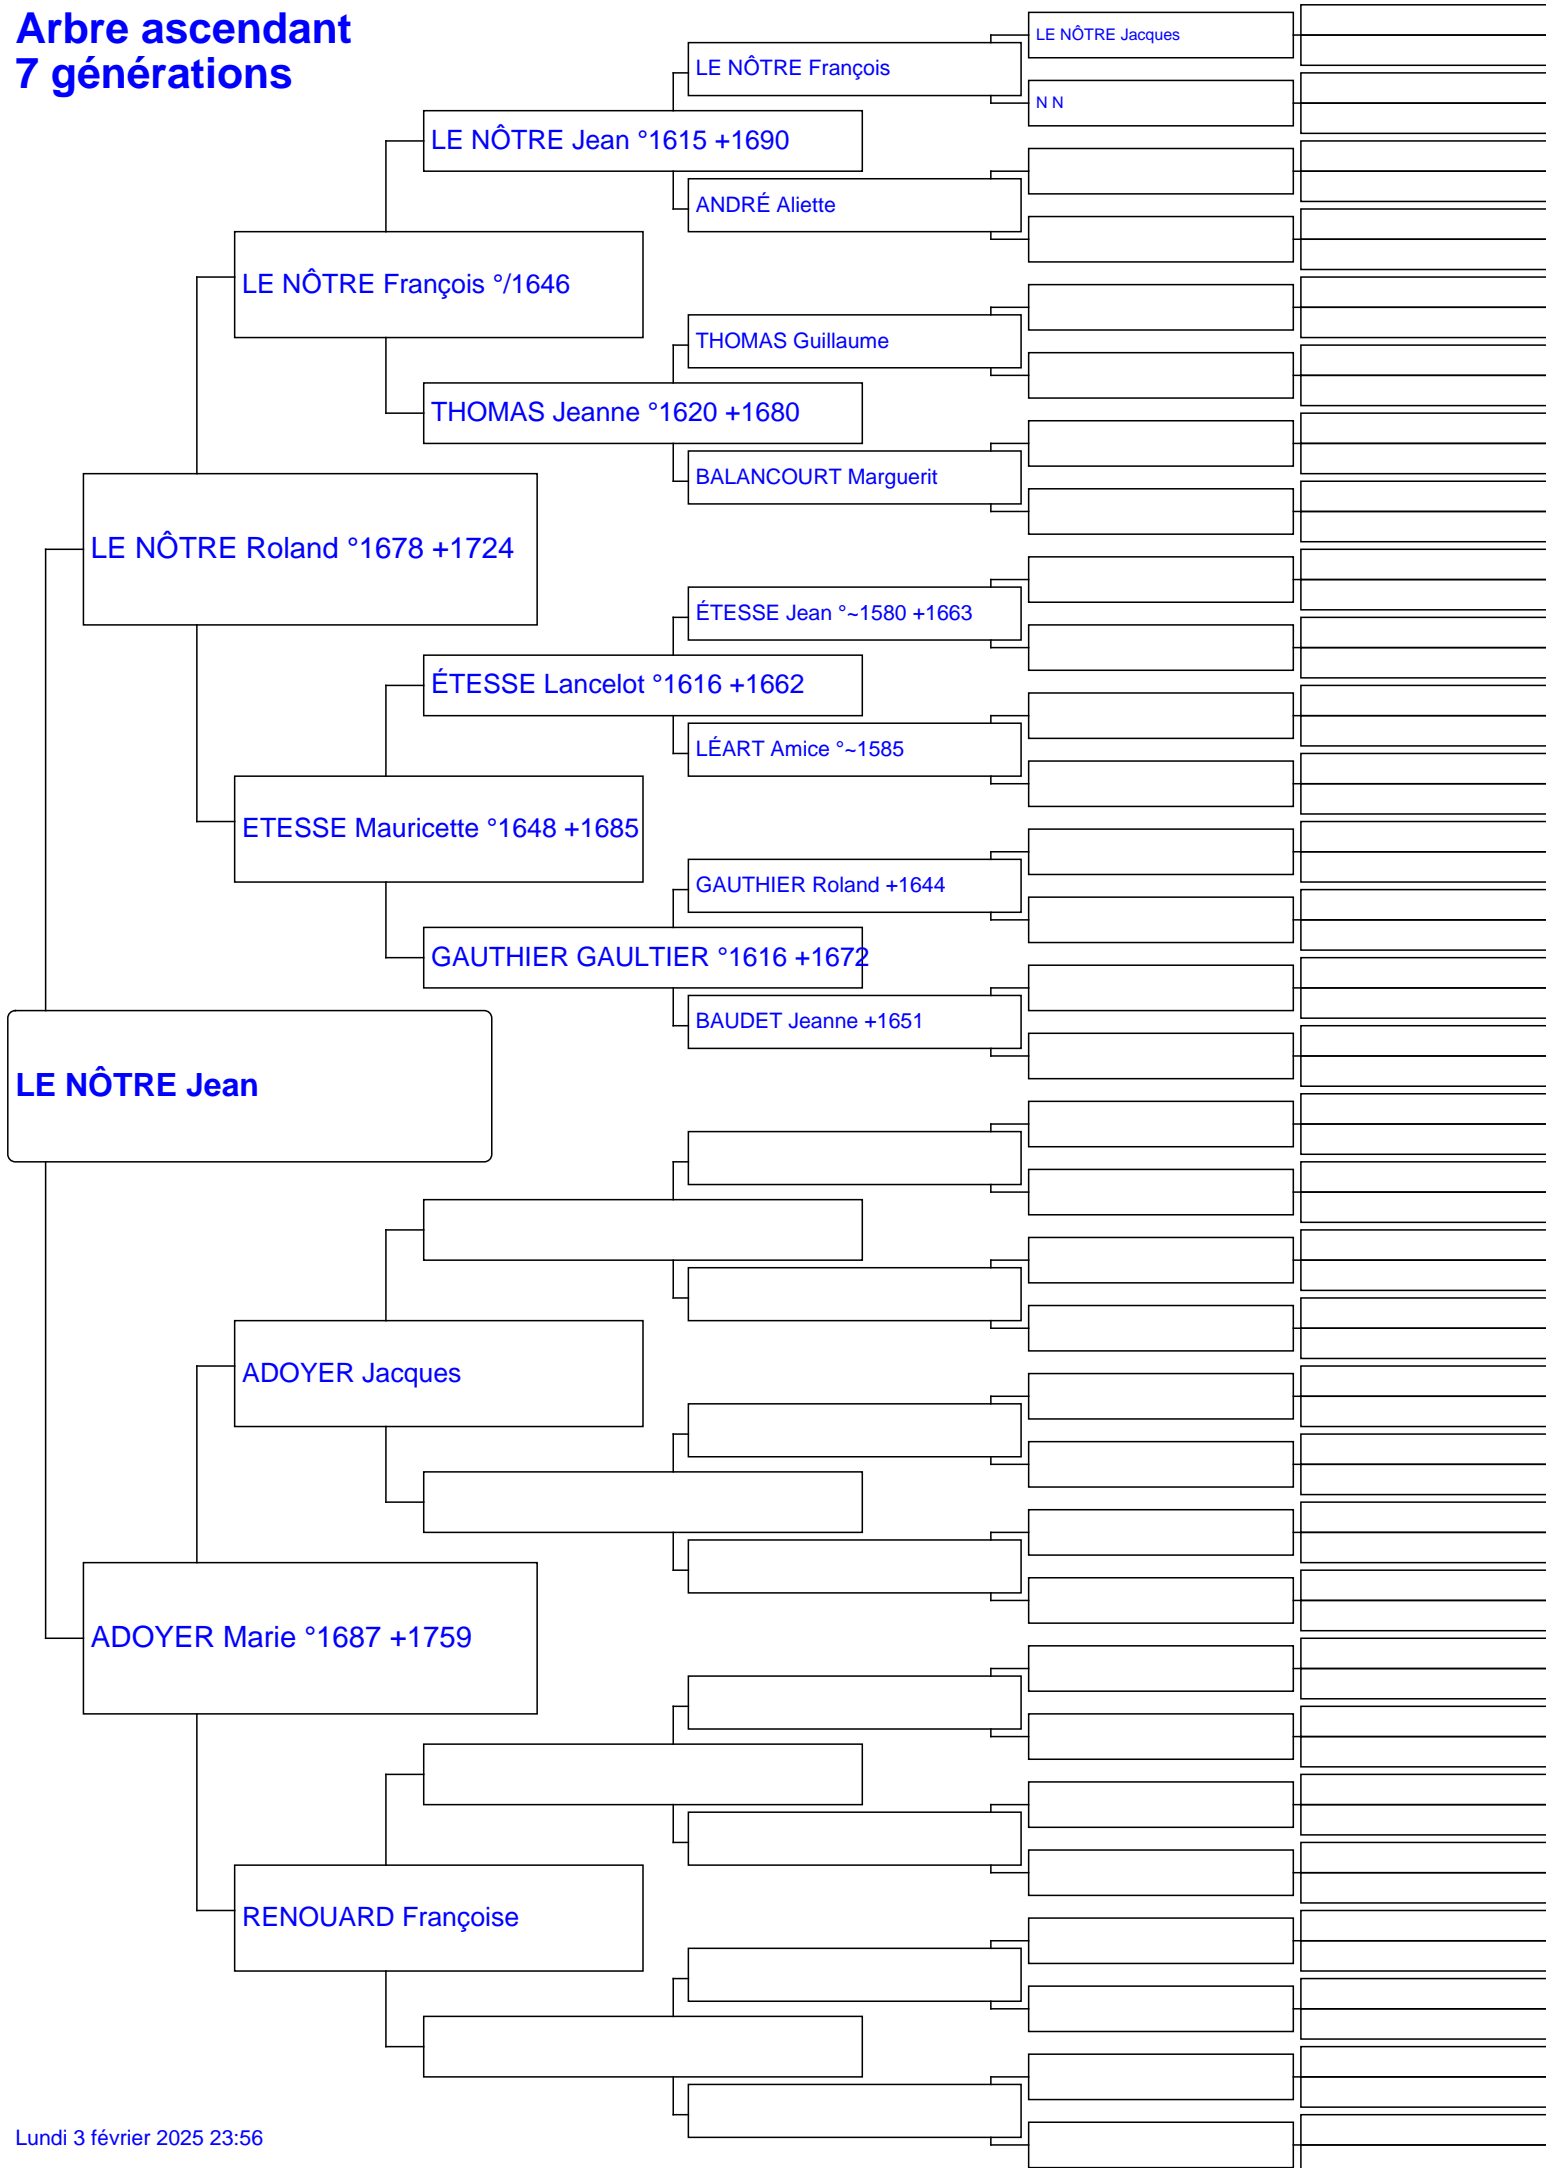 Arbre ascendant
7 générations
LE NÔTRE Jacques
LE NÔTRE François
N N
LE NÔTRE Jean °1615 +1690
ANDRÉ Aliette
LE NÔTRE François °/1646
THOMAS Guillaume
THOMAS Jeanne °1620 +1680
BALANCOURT Marguerit
LE NÔTRE Roland °1678 +1724
ÉTESSE Jean °~1580 +1663
ÉTESSE Lancelot °1616 +1662
LÉART Amice °~1585
ETESSE Mauricette °1648 +1685
GAUTHIER Roland +1644
GAUTHIER GAULTIER °1616 +1672
BAUDET Jeanne +1651
LE NÔTRE Jean
ADOYER Jacques
ADOYER Marie °1687 +1759
RENOUARD Françoise
Lundi 3 février 2025 23:56